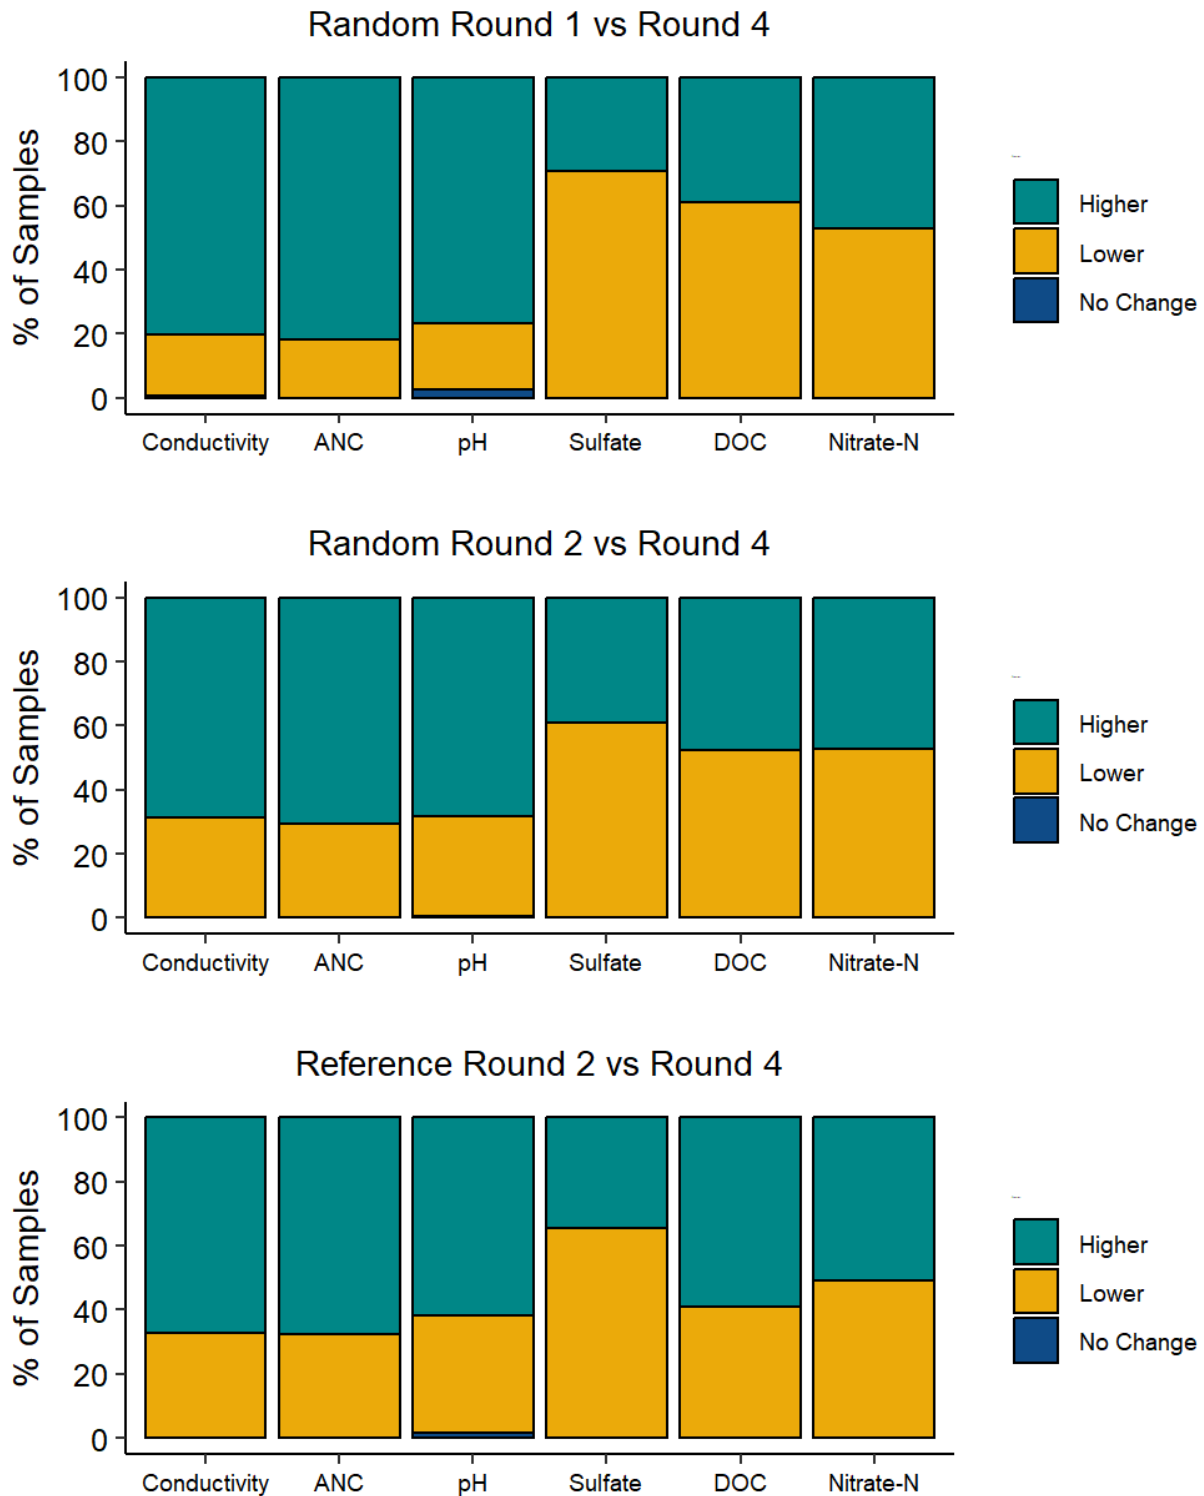 Random Round 1 vs Round 4
% of Samples
100
80
60
40
20
0
Conductivity ANC pH Sulfate DOC Nitrate-N
Higher
Lower
No Change
Random Round 2 vs Round 4
% of Samples
100
80
60
40
20
0
Conductivity ANC pH Sulfate DOC Nitrate-N
Higher
Lower
No Change
Reference Round 2 vs Round 4
% of Samples
100
80
60
40
20
0
Conductivity ANC pH Sulfate DOC Nitrate-N
Higher
Lower
No Change